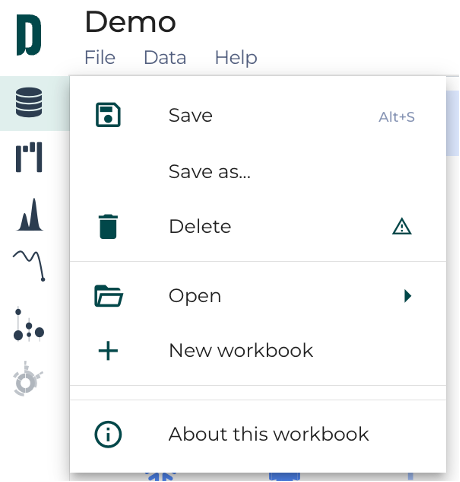 Demo
File Data Help
Save Alt+S
Save as...
Delete
Open
New workbook
About this workbook